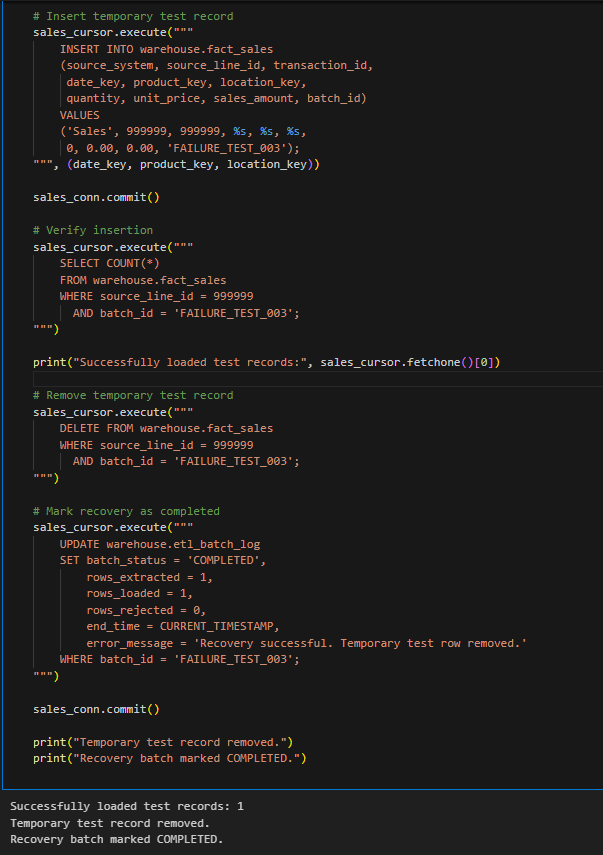 # Insert temporary test record
sales_cursor.execute("""
    INSERT INTO warehouse.fact_sales
    (source_system, source_line_id, transaction_id,
     date_key, product_key, location_key,
     quantity, unit_price, sales_amount, batch_id)
    VALUES
    ('Sales', 999999, 999999, %s, %s, %s,
     0, 0.00, 0.00, 'FAILURE_TEST_003');
""", (date_key, product_key, location_key))

sales_conn.commit()

# Verify insertion
sales_cursor.execute("""
    SELECT COUNT(*)
    FROM warehouse.fact_sales
    WHERE source_line_id = 999999
      AND batch_id = 'FAILURE_TEST_003';
""")

print("Successfully loaded test records:", sales_cursor.fetchone()[0])

# Remove temporary test record
sales_cursor.execute("""
    DELETE FROM warehouse.fact_sales
    WHERE source_line_id = 999999
      AND batch_id = 'FAILURE_TEST_003';
""")

# Mark recovery as completed
sales_cursor.execute("""
    UPDATE warehouse.etl_batch_log
    SET batch_status = 'COMPLETED',
        rows_extracted = 1,
        rows_loaded = 1,
        rows_rejected = 0,
        end_time = CURRENT_TIMESTAMP,
        error_message = 'Recovery successful. Temporary test row removed.'
    WHERE batch_id = 'FAILURE_TEST_003';
""")

sales_conn.commit()

print("Temporary test record removed.")
print("Recovery batch marked COMPLETED.")

Successfully loaded test records: 1
Temporary test record removed.
Recovery batch marked COMPLETED.